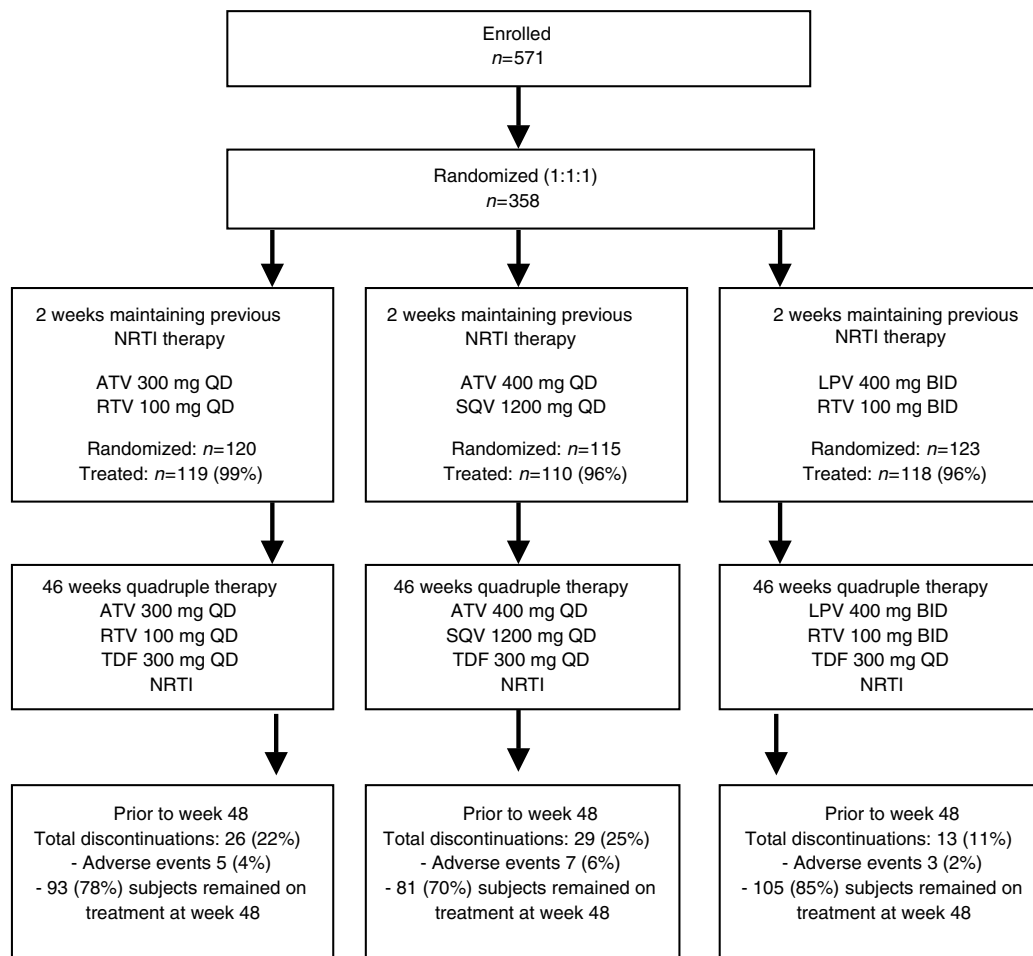 Enrolled
n=571
Randomized (1:1:1)
n=358
2 weeks maintaining previous
NRTI therapy
ATV 300 mg QD
RTV 100 mg QD
Randomized: n=120
Treated: n=119 (99%)
2 weeks maintaining previous
NRTI therapy
ATV 400 mg QD
SQV 1200 mg QD
Randomized: n=115
Treated: n=110 (96%)
2 weeks maintaining previous
NRTI therapy
LPV 400 mg BID
RTV 100 mg BID
Randomized: n=123
Treated: n=118 (96%)
46 weeks quadruple therapy
ATV 300 mg QD
RTV 100 mg QD
TDF 300 mg QD
NRTI
46 weeks quadruple therapy
ATV 400 mg QD
SQV 1200 mg QD
TDF 300 mg QD
NRTI
46 weeks quadruple therapy
LPV 400 mg BID
RTV 100 mg BID
TDF 300 mg QD
NRTI
Prior to week 48
Total discontinuations: 26 (22%)
- Adverse events 5 (4%)
- 93 (78%) subjects remained on
treatment at week 48
Prior to week 48
Total discontinuations: 29 (25%)
- Adverse events 7 (6%)
- 81 (70%) subjects remained on
treatment at week 48
Prior to week 48
Total discontinuations: 13 (11%)
- Adverse events 3 (2%)
- 105 (85%) subjects remained on
treatment at week 48